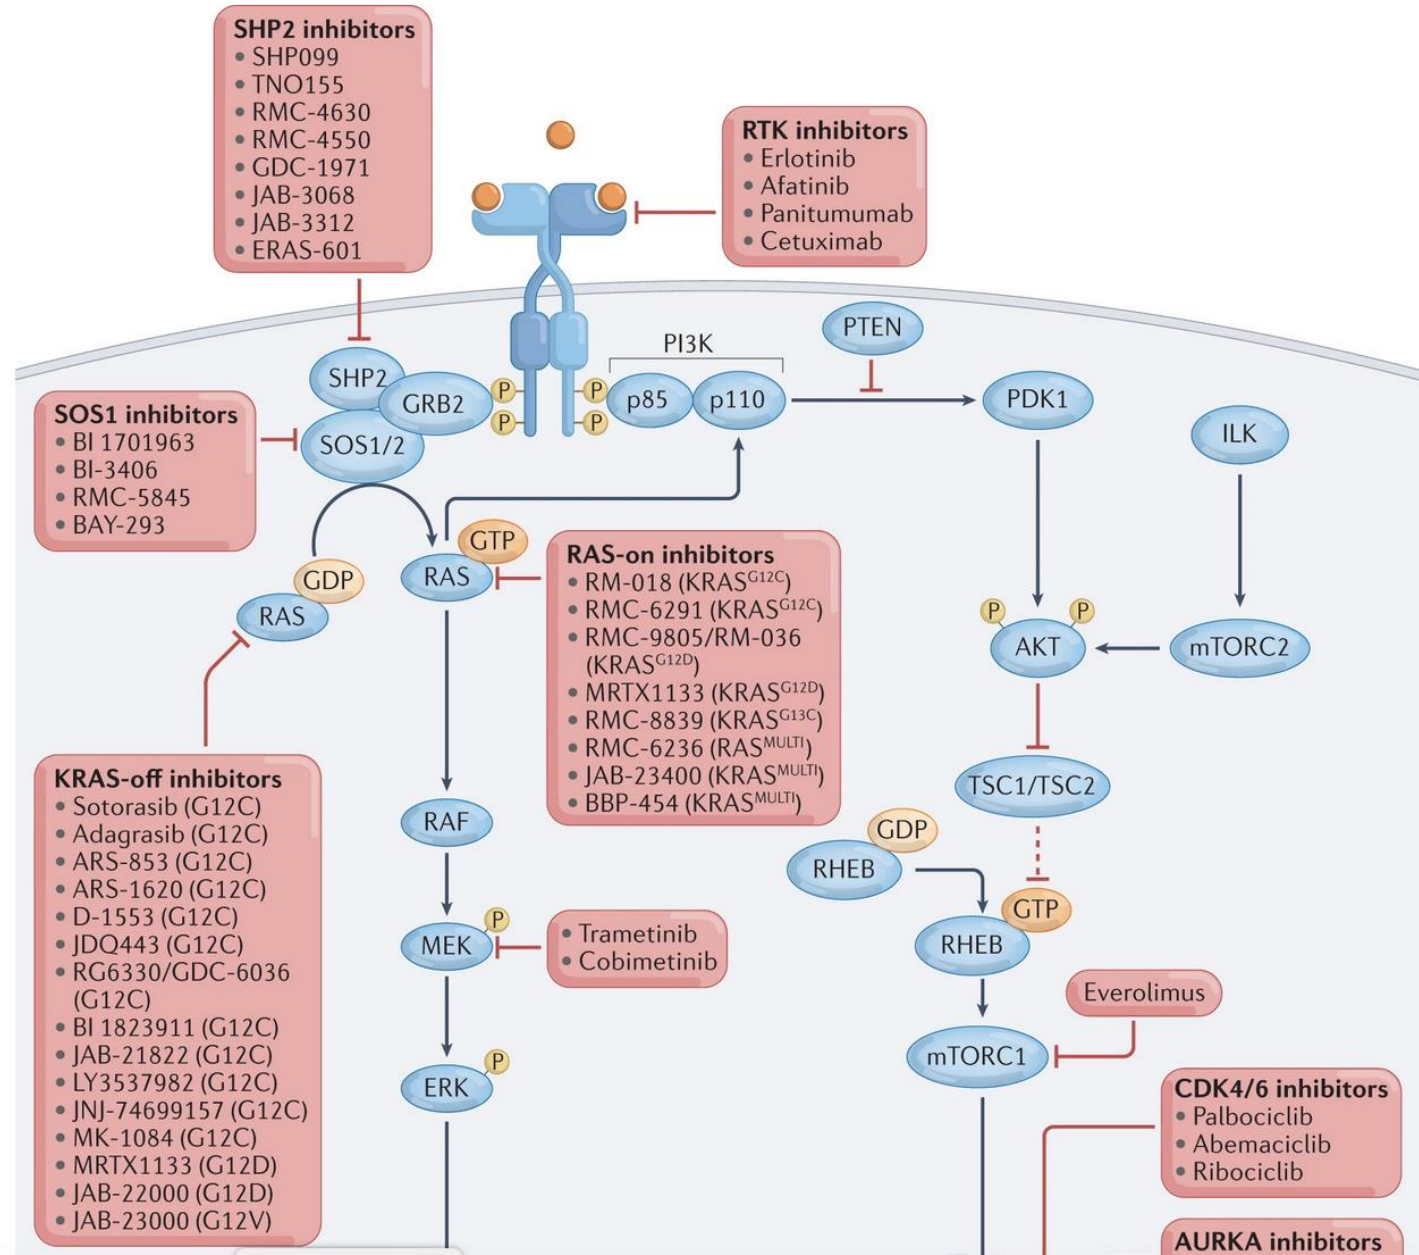 SHP2 inhibitors
• SHP099
• TNO155
• RMC-4630
• RMC-4550
• GDC-1971
• JAB-3068
• JAB-3312
• ERAS-601
RTK inhibitors
• Erlotinib
• Afatinib
• Panitumumab
• Cetuximab
PTEN
PI3K
SHP2
GRB2
P
P
P
P
p85
p110
PDK1
SOS1 inhibitors
• BI 1701963
• BI-3406
• RMC-5845
• BAY-293
SOS1/2
ILK
GTP
RAS
GDP
RAS
RAS-on inhibitors
• RM-018 (KRASG12C)
• RMC-6291 (KRASG12C)
• RMC-9805/RM-036
(KRASG12D)
• MRTX1133 (KRASG12D)
• RMC-8839 (KRASG13C)
• RMC-6236 (RASMULTI)
• JAB-23400 (KRASMULTI)
• BBP-454 (KRASMULTI)
P
P
AKT
mTORC2
KRAS-off inhibitors
• Sotorasib (G12C)
• Adagrasib (G12C)
• ARS-853 (G12C)
• ARS-1620 (G12C)
• D-1553 (G12C)
• JDQ443 (G12C)
• RG6330/GDC-6036
(G12C)
• BI 1823911 (G12C)
• JAB-21822 (G12C)
• LY3537982 (G12C)
• JNJ-74699157 (G12C)
• MK-1084 (G12C)
• MRTX1133 (G12D)
• JAB-22000 (G12D)
• JAB-23000 (G12V)
TSC1/TSC2
RAF
GDP
RHEB
GTP
RHEB
P
MEK
• Trametinib
• Cobimetinib
Everolimus
mTORC1
P
ERK
CDK4/6 inhibitors
• Palbociclib
• Abemaciclib
• Ribociclib
AURKA inhibitors